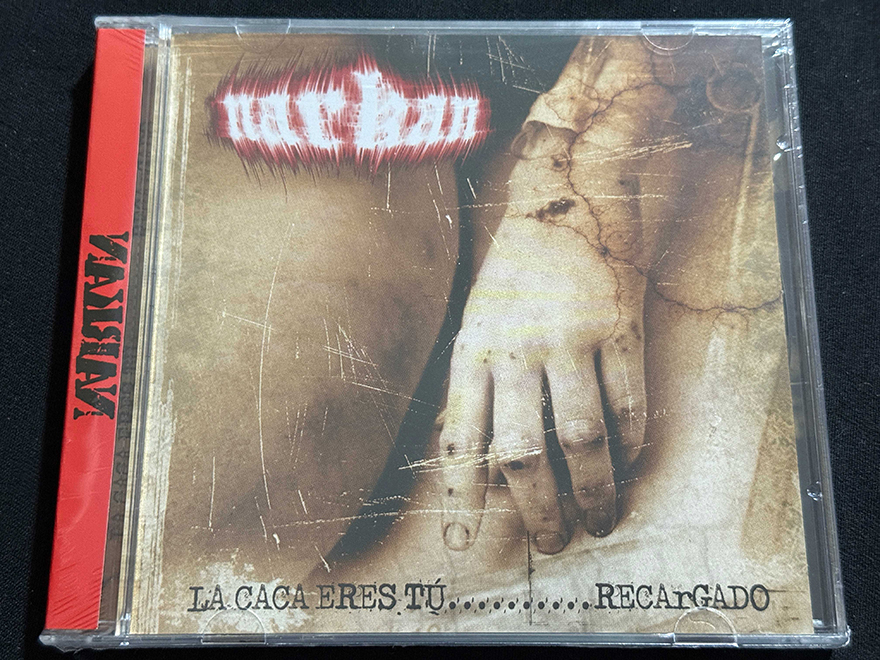 narkan
NARKAN
LA CACA ERES TÚ...........RECArGADO